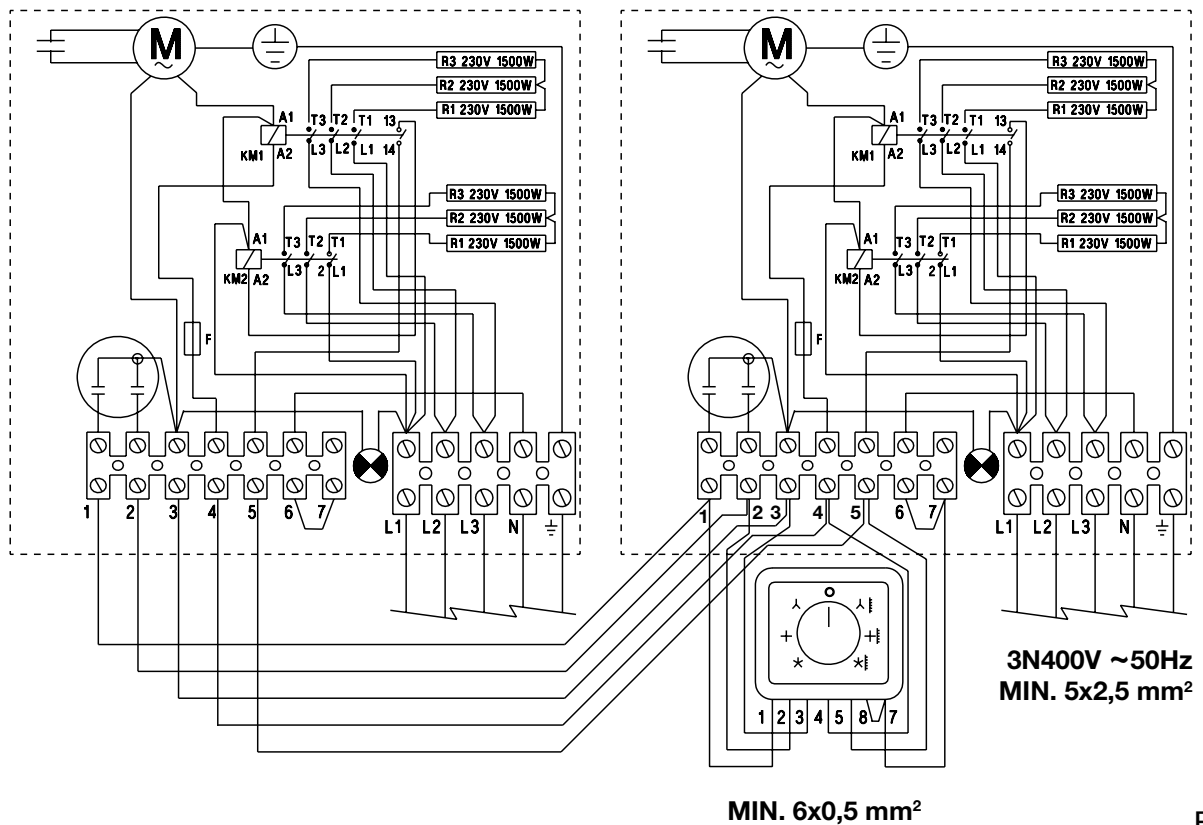 M
R3 230V 1500W
R2 230V 1500W
R1 230V 1500W
A1 T3 T2 T1 13
KM1 A2 L3 L2 L1 14
R3 230V 1500W
R2 230V 1500W
R1 230V 1500W
A1 T3 T2 T1
KM2 A2 L3 2 L1
F
1 2 3 4 5 6 7 L1 L2 L3 N
M
R3 230V 1500W
R2 230V 1500W
R1 230V 1500W
A1 T3 T2 T1 13
KM1 A2 L3 L2 L1 14
R3 230V 1500W
R2 230V 1500W
R1 230V 1500W
A1 T3 T2 T1
KM2 A2 L3 2 L1
F
1 2 3 4 5 6 7 L1 L2 L3 N
O
1 2 3 4 5 8 7
3N400V ~50Hz
MIN. 5x2,5 mm²
MIN. 6x0,5 mm²